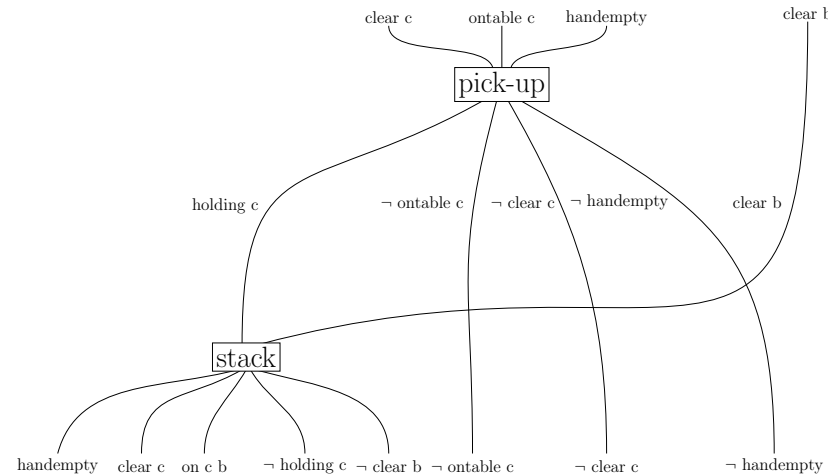 clear c ontable c handempty clear b
pick-up
holding c ¬ ontable c ¬ clear c ¬ handempty clear b
stack
handempty clear c on c b ¬ holding c ¬ clear b ¬ ontable c ¬ clear c ¬ handempty